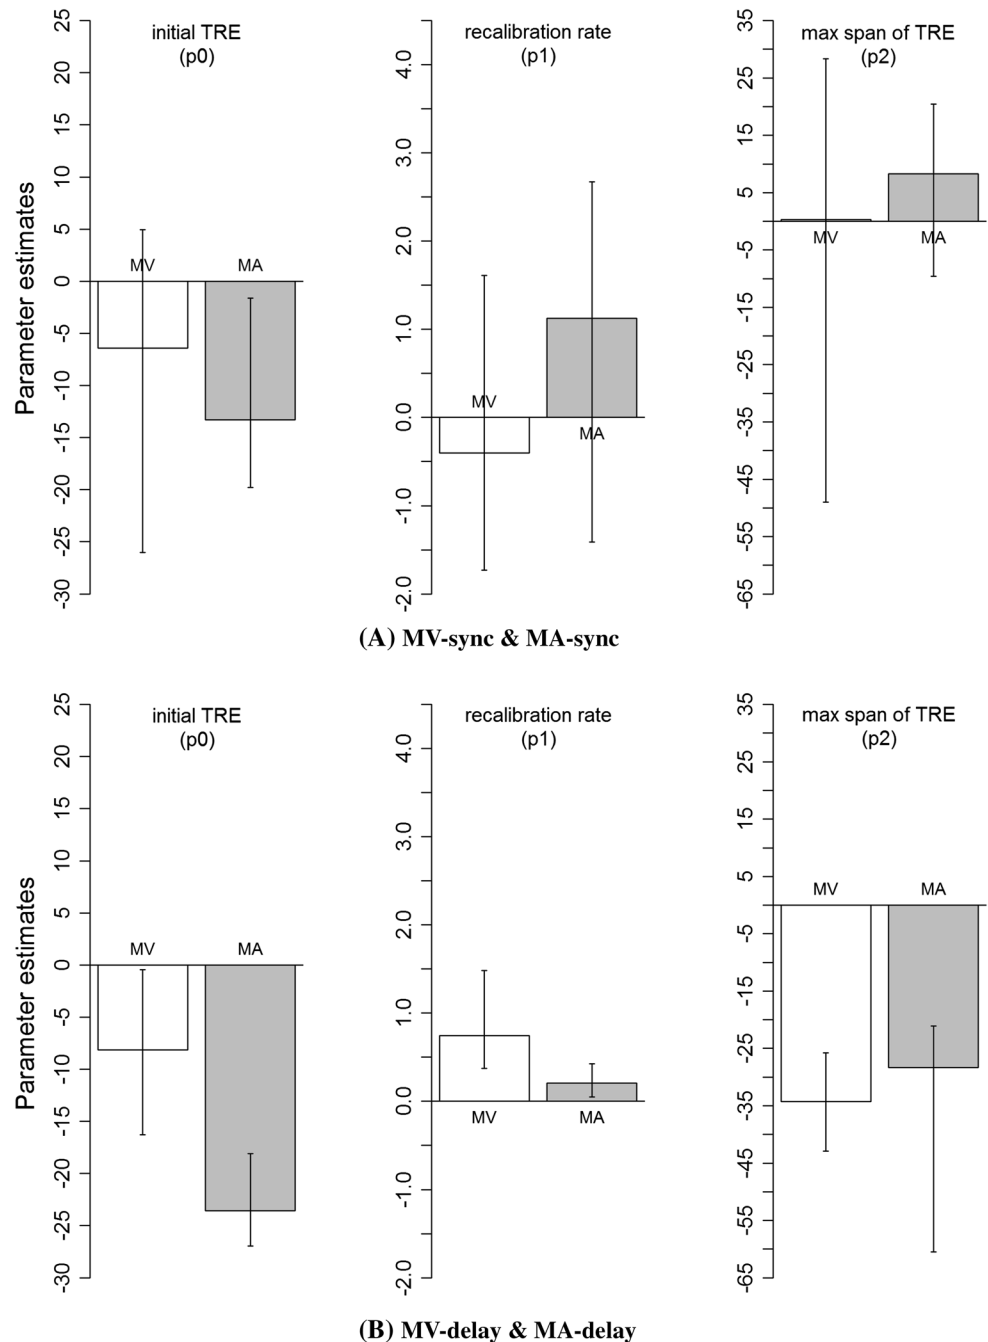 initial TRE
(p0)
recalibration rate
(p1)
max span of TRE
(p2)
Parameter estimates
25
20
15
10
5
0
-5
-10
-15
-20
-25
-30
MV
MA
4.0
3.0
2.0
1.0
0.0
-1.0
-2.0
MV
MA
35
25
15
5
-5
-15
-25
-35
-45
-55
-65
MV
MA
(A) MV-sync & MA-sync
initial TRE
(p0)
recalibration rate
(p1)
max span of TRE
(p2)
Parameter estimates
25
20
15
10
5
0
-5
-10
-15
-20
-25
-30
MV
MA
4.0
3.0
2.0
1.0
0.0
-1.0
-2.0
MV
MA
35
25
15
5
-5
-15
-25
-35
-45
-55
-65
MV
MA
(B) MV-delay & MA-delay